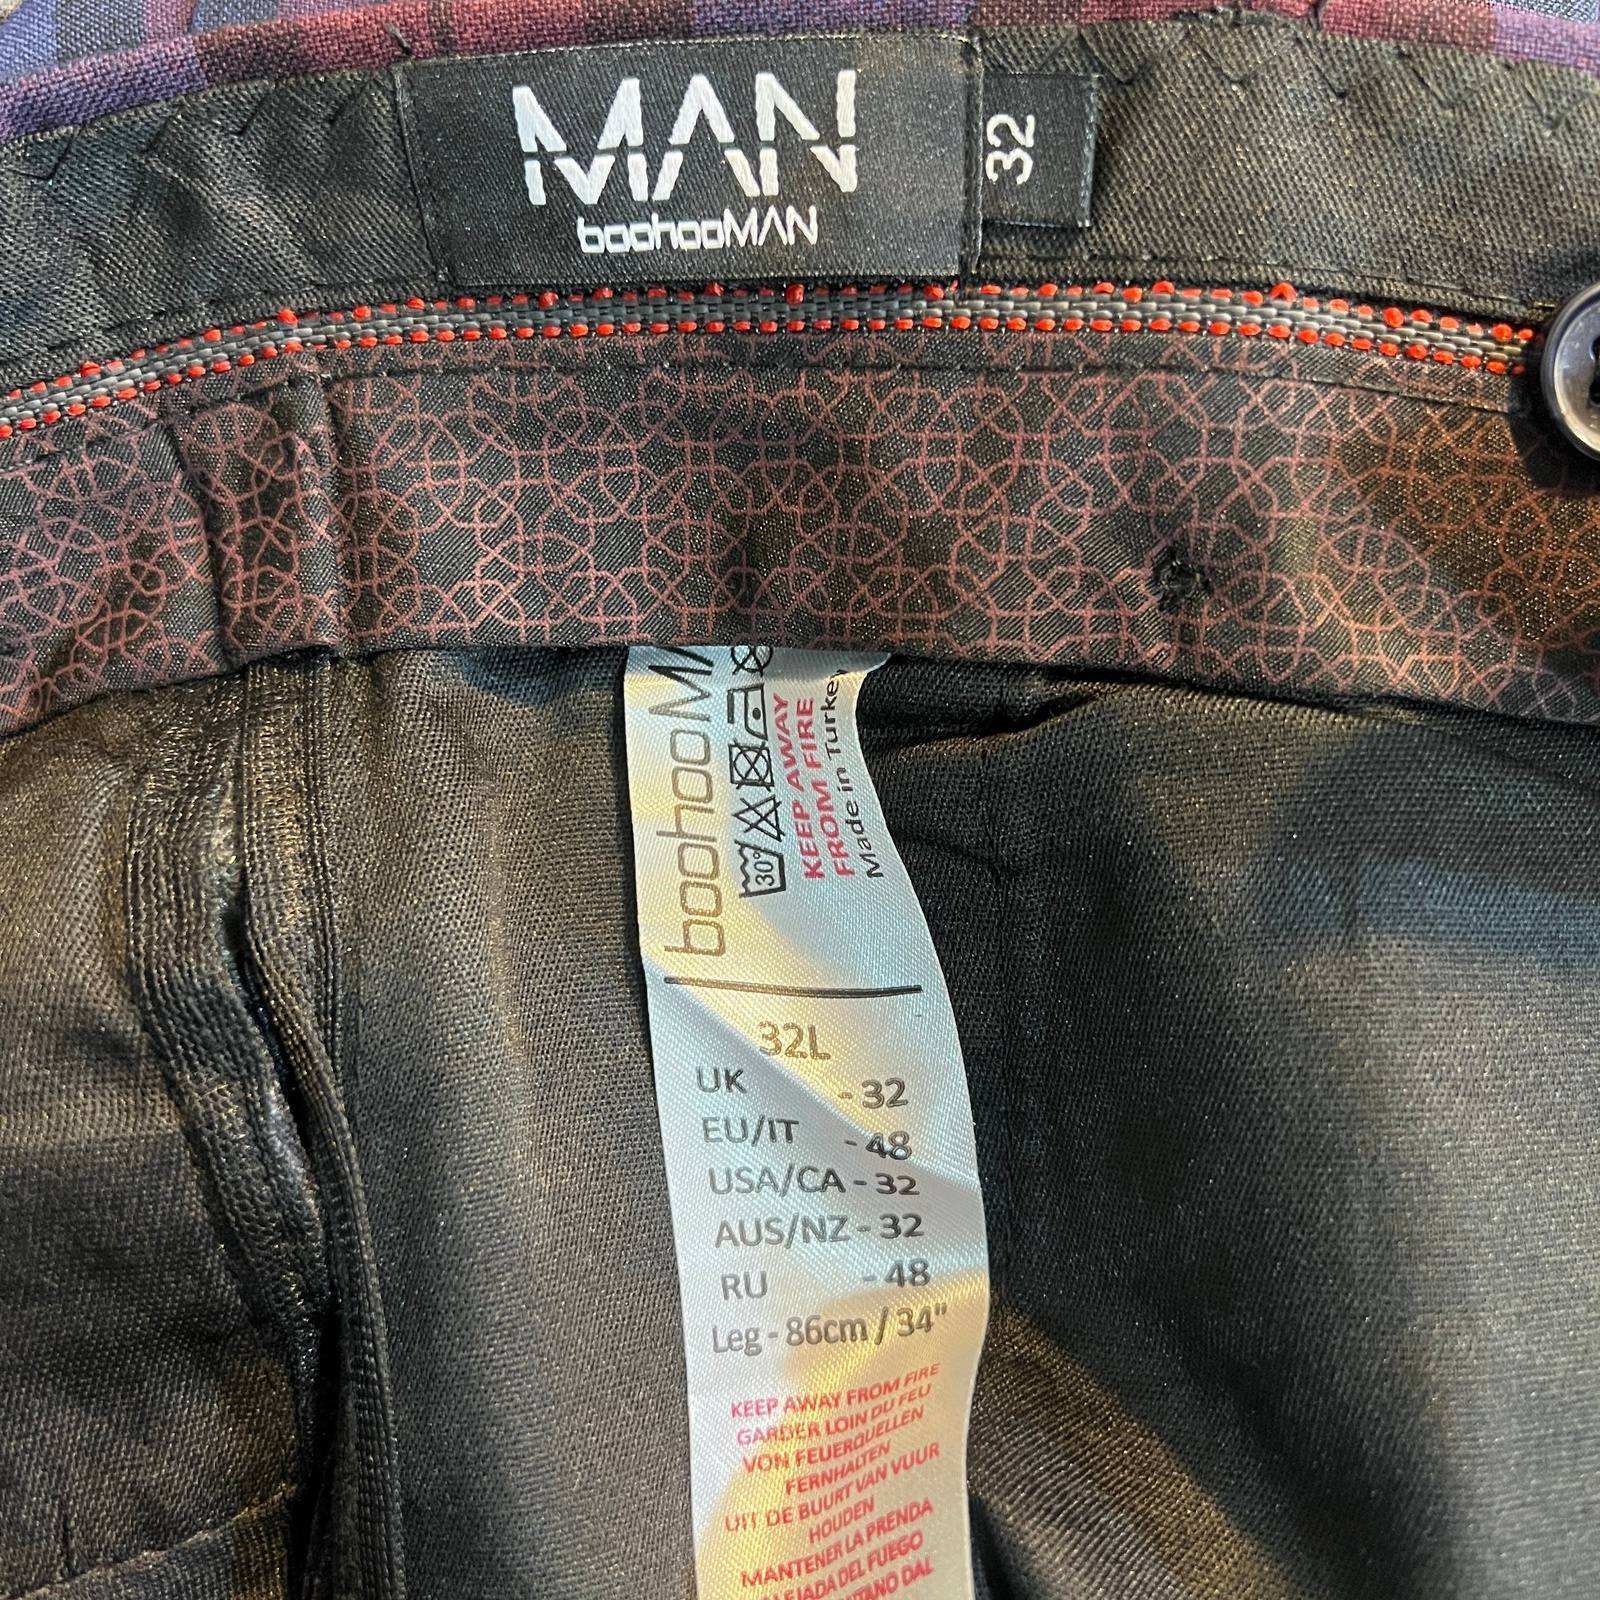 MAN
boohooMAN
32
boohooMA
30°
KEEP AWAY
FROM FIRE
Made in Turkey
32L
UK - 32
EU/IT - 48
USA/CA - 32
AUS/NZ - 32
RU - 48
Leg - 86cm / 34"
KEEP AWAY FROM FIRE
GARDER LOIN DU FEU
VON FEUERQUELLEN
FERNHALTEN
UIT DE BUURT VAN VUUR
HOUDEN
MANTENER LA PRENDA
ALEJADA DEL FUEGO
DAL